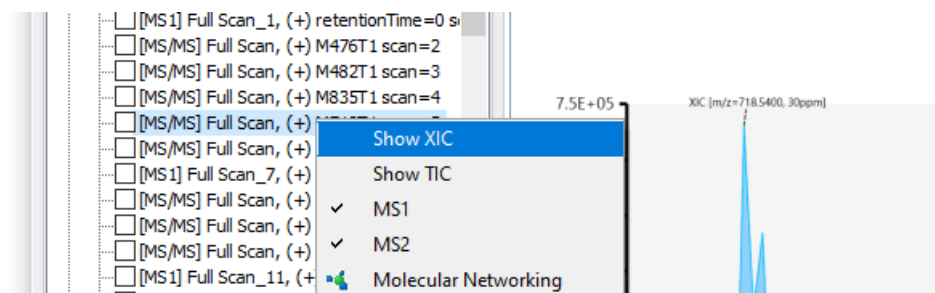 [MS1] Full Scan_1, (+) retentionTime=0
[MS/MS] Full Scan, (+) M476T1 scan=2
[MS/MS] Full Scan, (+) M482T1 scan=3
[MS/MS] Full Scan, (+) M835T1 scan=4
[MS/MS] Full Scan, (+)
[MS/MS] Full Scan, (+)
[MS1] Full Scan_7, (+)
[MS/MS] Full Scan, (+)
[MS/MS] Full Scan, (+)
[MS/MS] Full Scan, (+)
[MS1] Full Scan_11, (+
Show XIC
Show TIC
MS1
MS2
Molecular Networking
7.5E+05
XIC [m/z=718.5400, 30ppm]